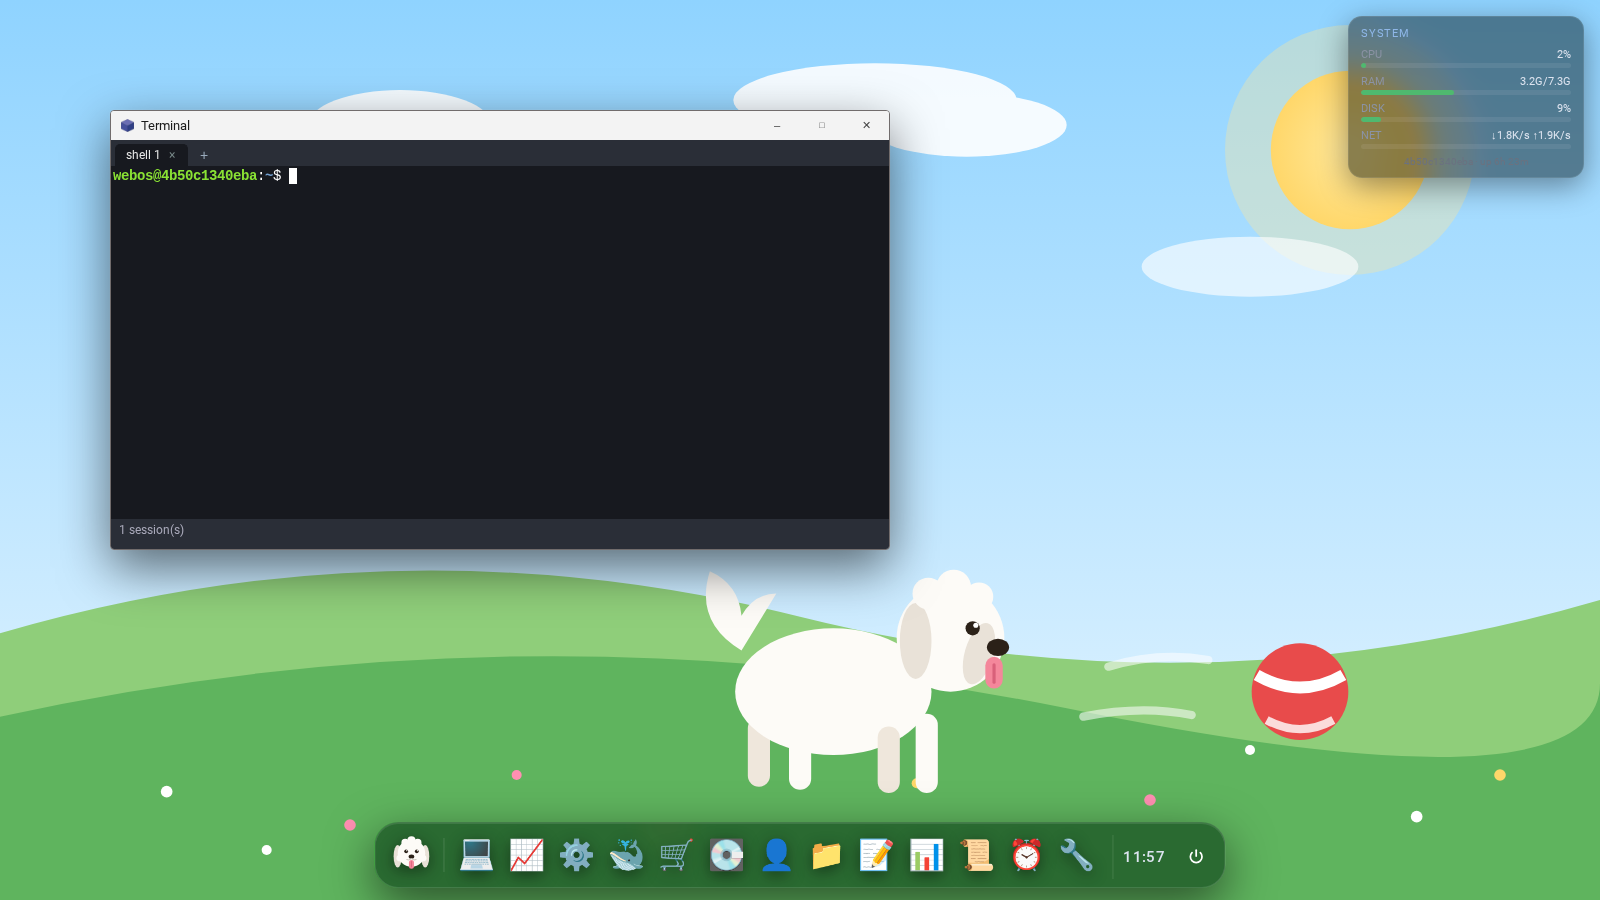 Terminal
shell 1 × +
webos@4b50c1340eba:~$
1 session(s)
SYSTEM
CPU 2%
RAM 3.2G/7.3G
DISK 9%
NET ↓1.8K/s ↑1.9K/s
11:57